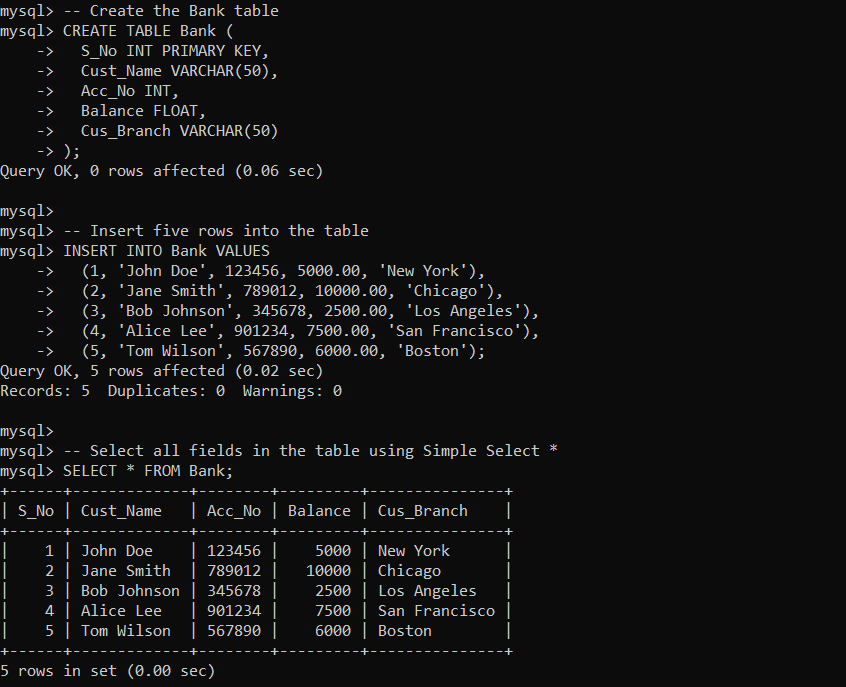 mysql> -- Create the Bank table
mysql> CREATE TABLE Bank (
    ->   S_No INT PRIMARY KEY,
    ->   Cust_Name VARCHAR(50),
    ->   Acc_No INT,
    ->   Balance FLOAT,
    ->   Cus_Branch VARCHAR(50)
    -> );
Query OK, 0 rows affected (0.06 sec)

mysql>
mysql> -- Insert five rows into the table
mysql> INSERT INTO Bank VALUES
    ->   (1, 'John Doe', 123456, 5000.00, 'New York'),
    ->   (2, 'Jane Smith', 789012, 10000.00, 'Chicago'),
    ->   (3, 'Bob Johnson', 345678, 2500.00, 'Los Angeles'),
    ->   (4, 'Alice Lee', 901234, 7500.00, 'San Francisco'),
    ->   (5, 'Tom Wilson', 567890, 6000.00, 'Boston');
Query OK, 5 rows affected (0.02 sec)
Records: 5  Duplicates: 0  Warnings: 0

mysql>
mysql> -- Select all fields in the table using Simple Select *
mysql> SELECT * FROM Bank;
+------+-------------+--------+---------+---------------+
| S_No | Cust_Name   | Acc_No | Balance | Cus_Branch    |
+------+-------------+--------+---------+---------------+
|    1 | John Doe    | 123456 |    5000 | New York      |
|    2 | Jane Smith  | 789012 |   10000 | Chicago       |
|    3 | Bob Johnson | 345678 |    2500 | Los Angeles   |
|    4 | Alice Lee   | 901234 |    7500 | San Francisco |
|    5 | Tom Wilson  | 567890 |    6000 | Boston        |
+------+-------------+--------+---------+---------------+
5 rows in set (0.00 sec)